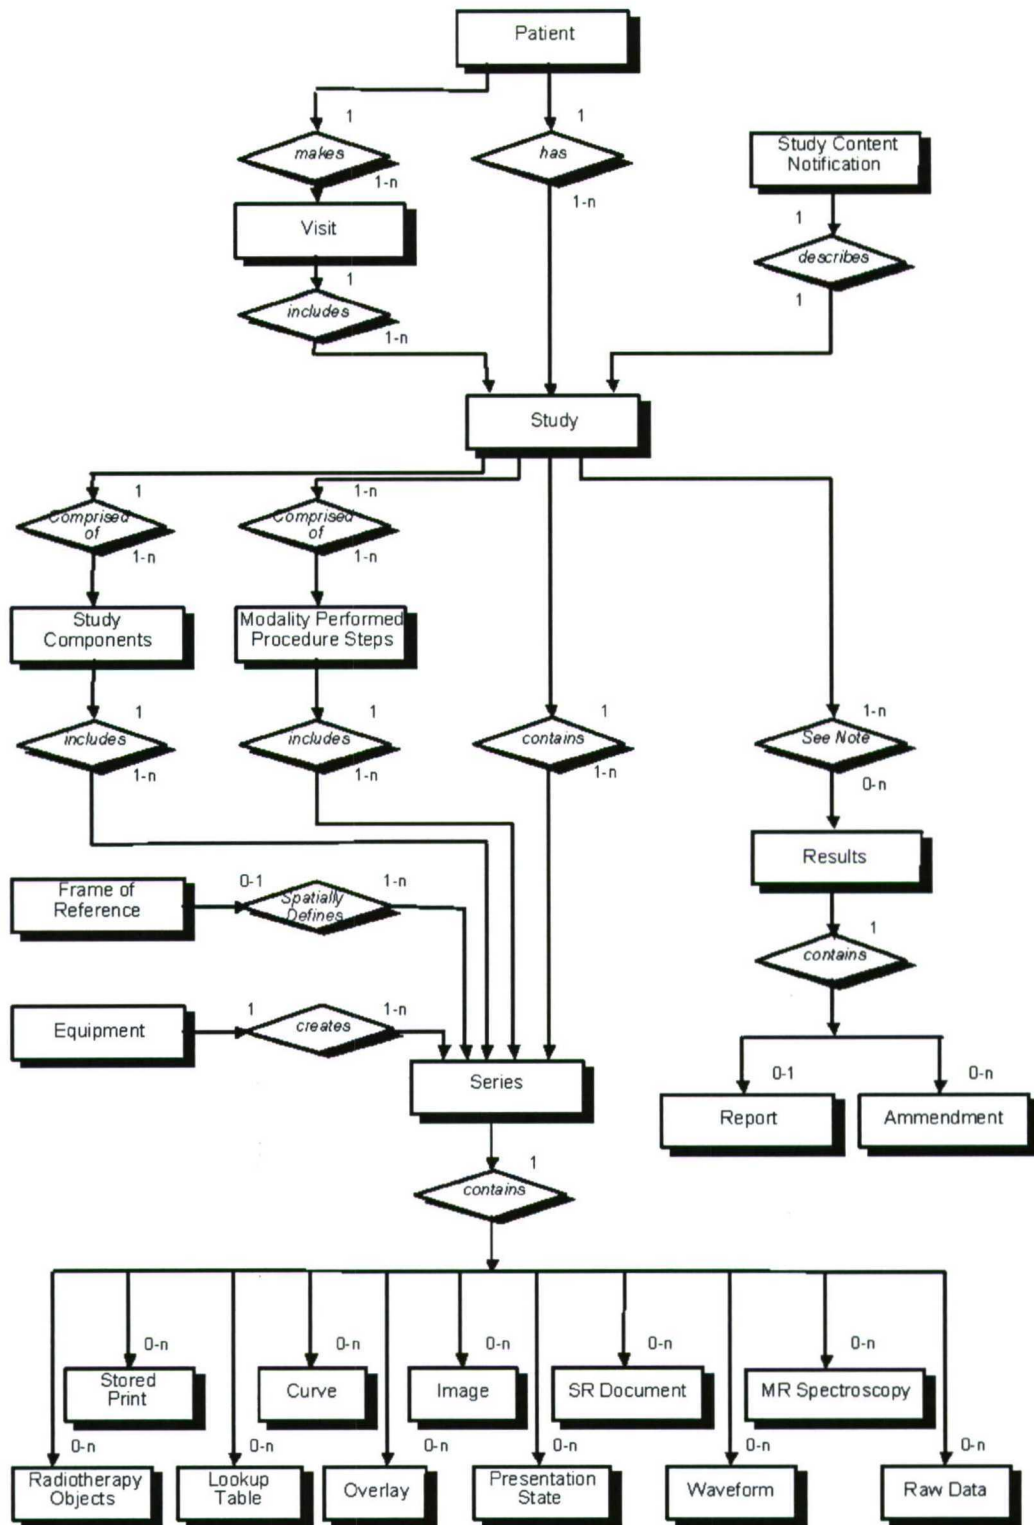 Patient
1
1
makes
has
Study Content
Notification
1-n
1-n
Visit
1
1
describes
1
includes
1-n
Study
1
1-n
Comprised
of
Comprised
of
1-n
1-n
Study
Components
Modality Performed
Procedure Steps
1
1
1
1-n
includes
includes
contains
See Note
1-n
1-n
1-n
0-n
Results
Frame of
Reference
0-1
Spatially
Defines
1-n
1
contains
Equipment
1
creates
1-n
Series
0-1
0-n
Report
Ammendment
1
contains
0-n
0-n
0-n
0-n
0-n
Stored
Print
Curve
Image
SR Document
MR Spectroscopy
0-n
0-n
0-n
0-n
0-n
0-n
Radiotherapy
Objects
Lookup
Table
Overlay
Presentation
State
Waveform
Raw Data